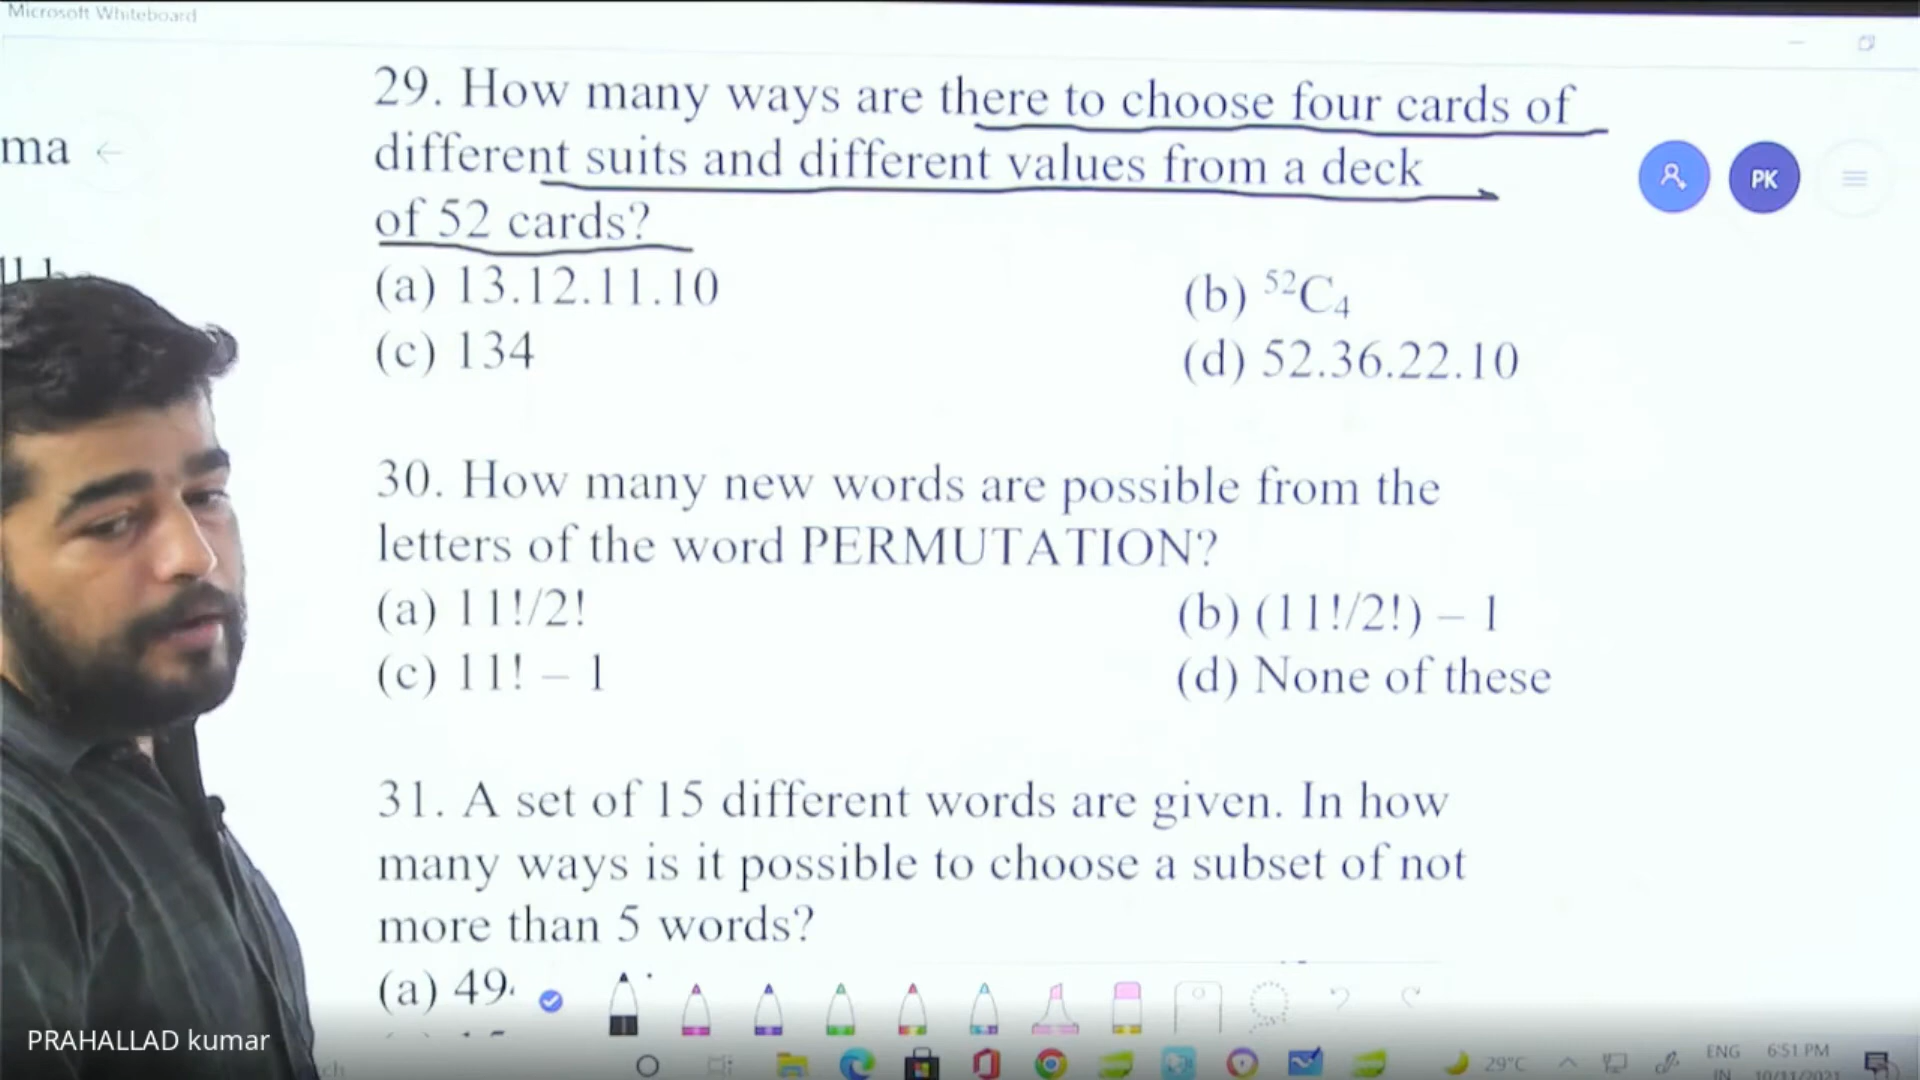 Microsoft Whiteboard
29. How many ways are there to choose four cards of
different suits and different values from a deck
of 52 cards?
(a) 13.12.11.10
(b) ⁵²C₄
(c) 134
(d) 52.36.22.10
ma
PK
30. How many new words are possible from the
letters of the word PERMUTATION?
(a) 11!/2!
(b) (11!/2!) – 1
(c) 11! – 1
(d) None of these
31. A set of 15 different words are given. In how
many ways is it possible to choose a subset of not
more than 5 words?
(a) 49
PRAHALLAD kumar
29°C
ENG
IN
6:51 PM
10/11/2021